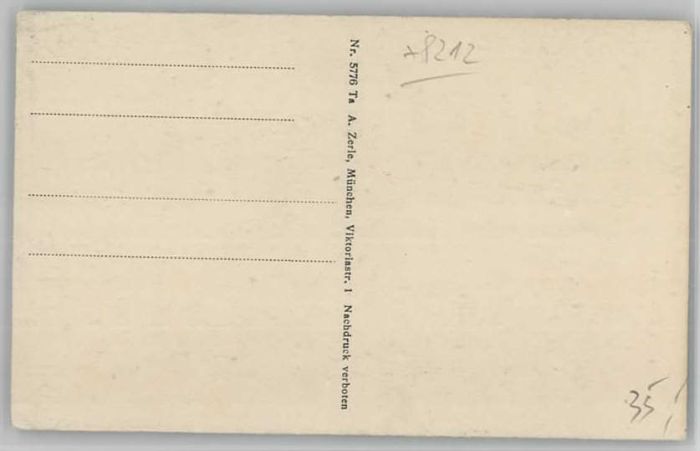 *8212
Nr. 5776 Ta A. Zerle, München, Viktoriastr. 1 Nachdruck verboten
35